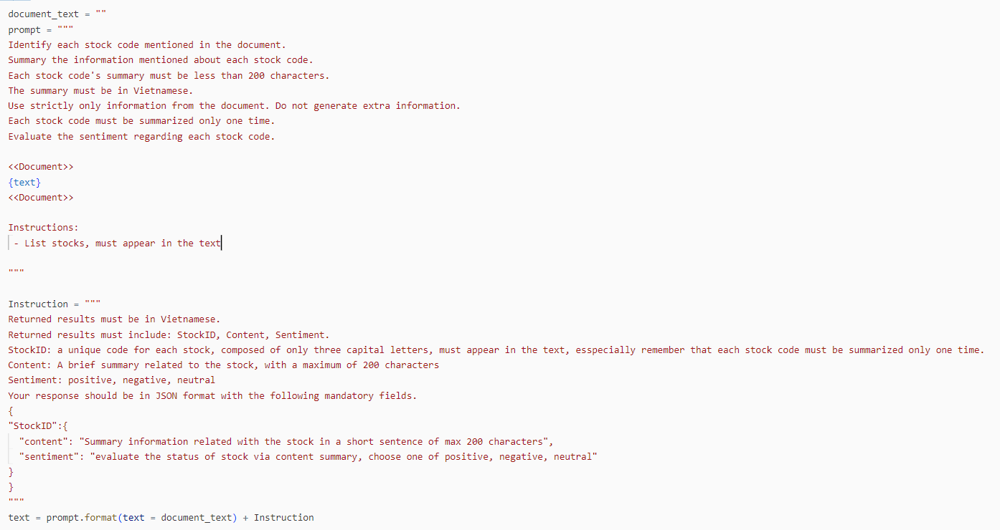 document_text = ""
prompt = """
Identify each stock code mentioned in the document.
Summary the information mentioned about each stock code.
Each stock code's summary must be less than 200 characters.
The summary must be in Vietnamese.
Use strictly only information from the document. Do not generate extra information.
Each stock code must be summarized only one time.
Evaluate the sentiment regarding each stock code.
<<Document>>
{text}
<<Document>>
Instructions:
- List stocks, must appear in the text
"""
Instruction = """
Returned results must be in Vietnamese.
Returned results must include: StockID, Content, Sentiment.
StockID: a unique code for each stock, composed of only three capital letters, must appear in the text, esspecially remember that each stock code must be summarized only one time.
Content: A brief summary related to the stock, with a maximum of 200 characters
Sentiment: positive, negative, neutral
Your response should be in JSON format with the following mandatory fields.
{
"StockID":{
"content": "Summary information related with the stock in a short sentence of max 200 characters",
"sentiment": "evaluate the status of stock via content summary, choose one of positive, negative, neutral"
}
}
"""
text = prompt.format(text = document_text) + Instruction